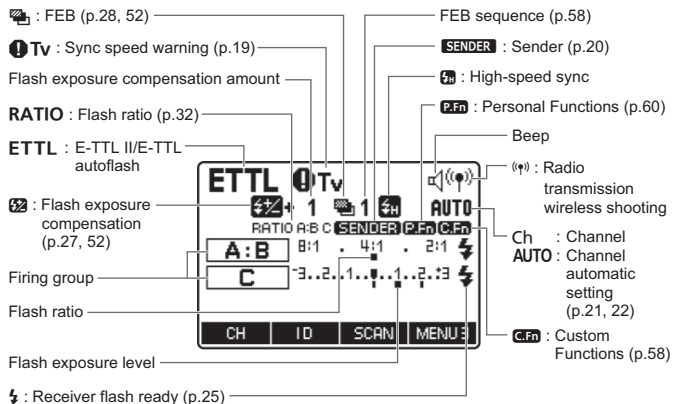 : FEB (p.28, 52)
Tv : Sync speed warning (p.19)
Flash exposure compensation amount
RATIO : Flash ratio (p.32)
ETTL : E-TTL II/E-TTL
autoflash
: Flash exposure
compensation
(p.27, 52)
Firing group
Flash ratio
Flash exposure level
: Receiver flash ready (p.25)
FEB sequence (p.58)
SENDER : Sender (p.20)
: High-speed sync
P.Fn : Personal Functions (p.60)
Beep
: Radio
transmission
wireless shooting
Ch : Channel
AUTO : Channel
automatic
setting
(p.21, 22)
C.Fn : Custom
Functions (p.58)
ETTL Tv
+ 1 1 H AUTO
RATIO A:B C SENDER P.Fn C.Fn
A:B 8:1 . 4:1 . 2:1
C -3..2..1..0..1..2..+3
CH ID SCAN MENU 3